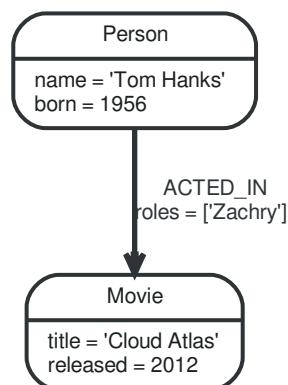 Person
name = 'Tom Hanks'
born = 1956
ACTED_IN
roles = ['Zachry']
Movie
title = 'Cloud Atlas'
released = 2012